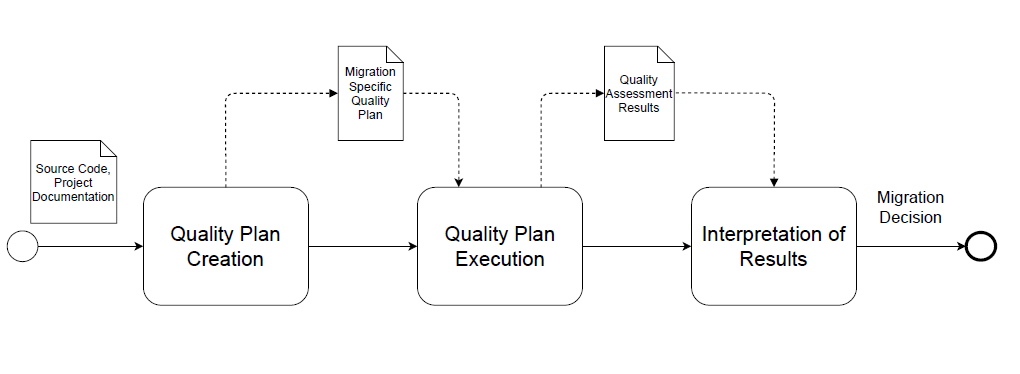 Migration
Specific
Quality
Plan
Quality
Assessment
Results
Source Code,
Project
Documentation
Quality Plan
Creation
Quality Plan
Execution
Interpretation of
Results
Migration
Decision